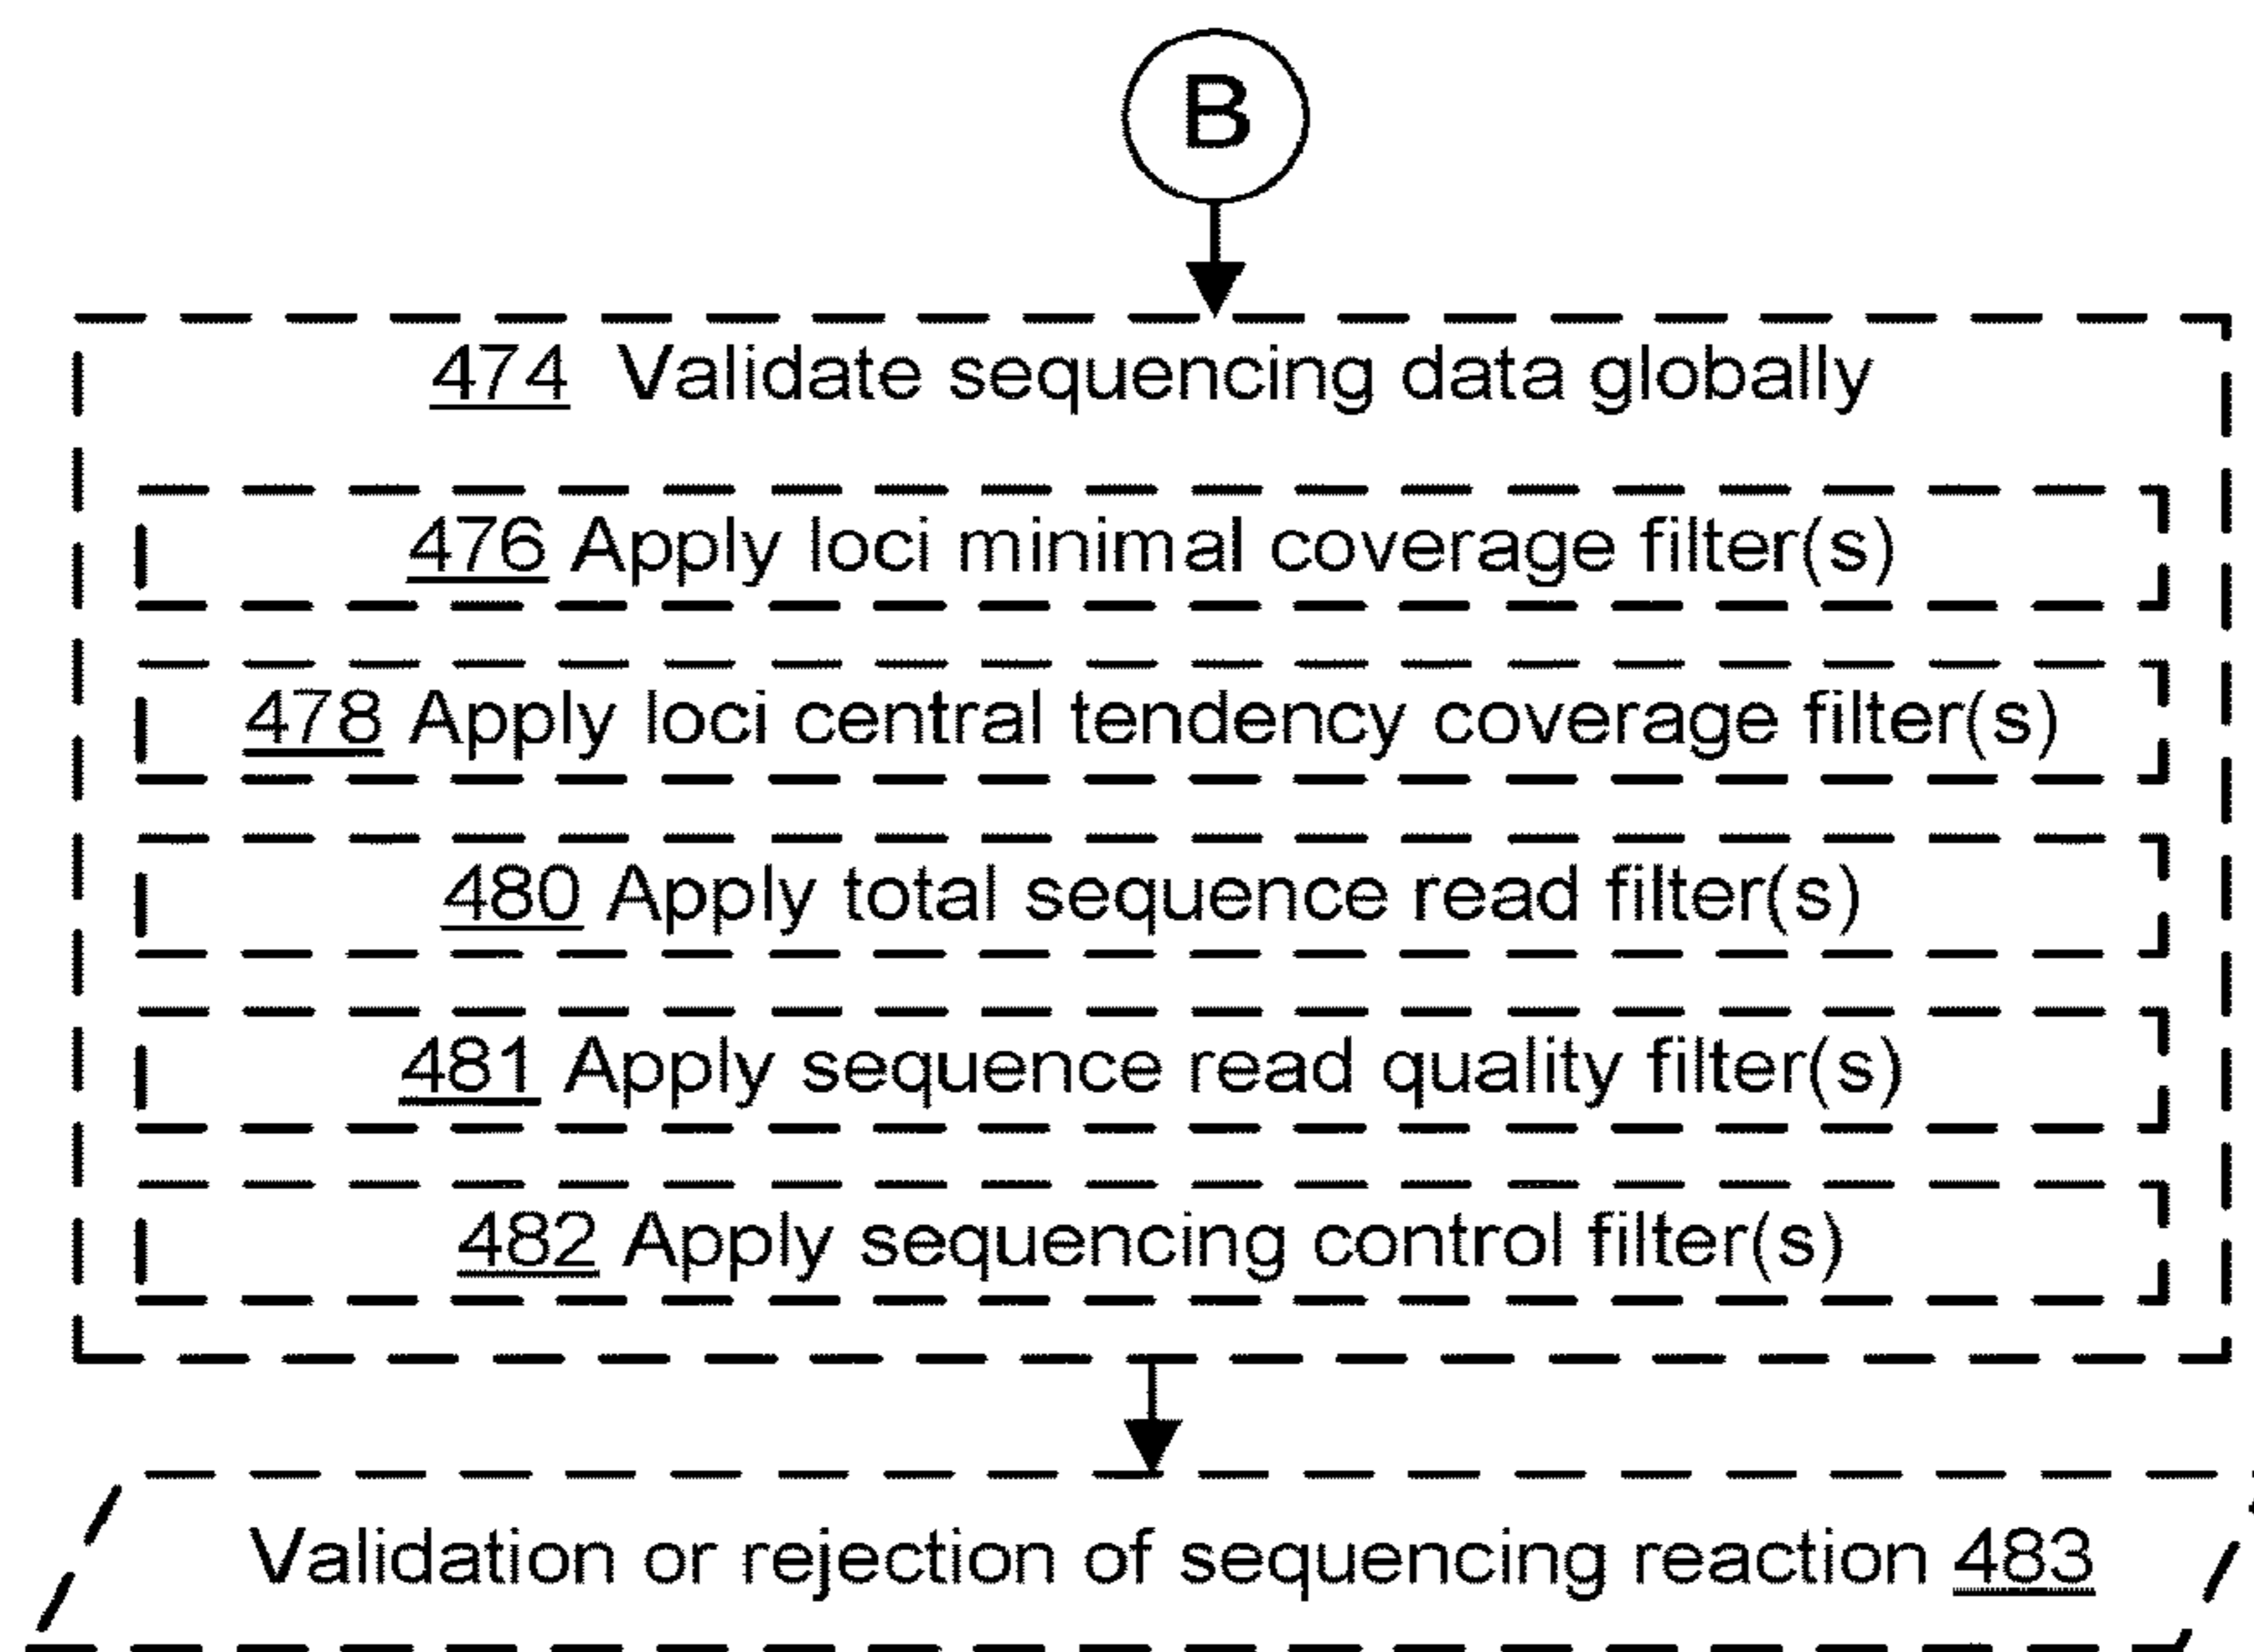 B
474 Validate sequencing data globally
476 Apply loci minimal coverage filter(s)
478 Apply loci central tendency coverage filter(s)
480 Apply total sequence read filter(s)
481 Apply sequence read quality filter(s)
482 Apply sequencing control filter(s)
Validation or rejection of sequencing reaction 483